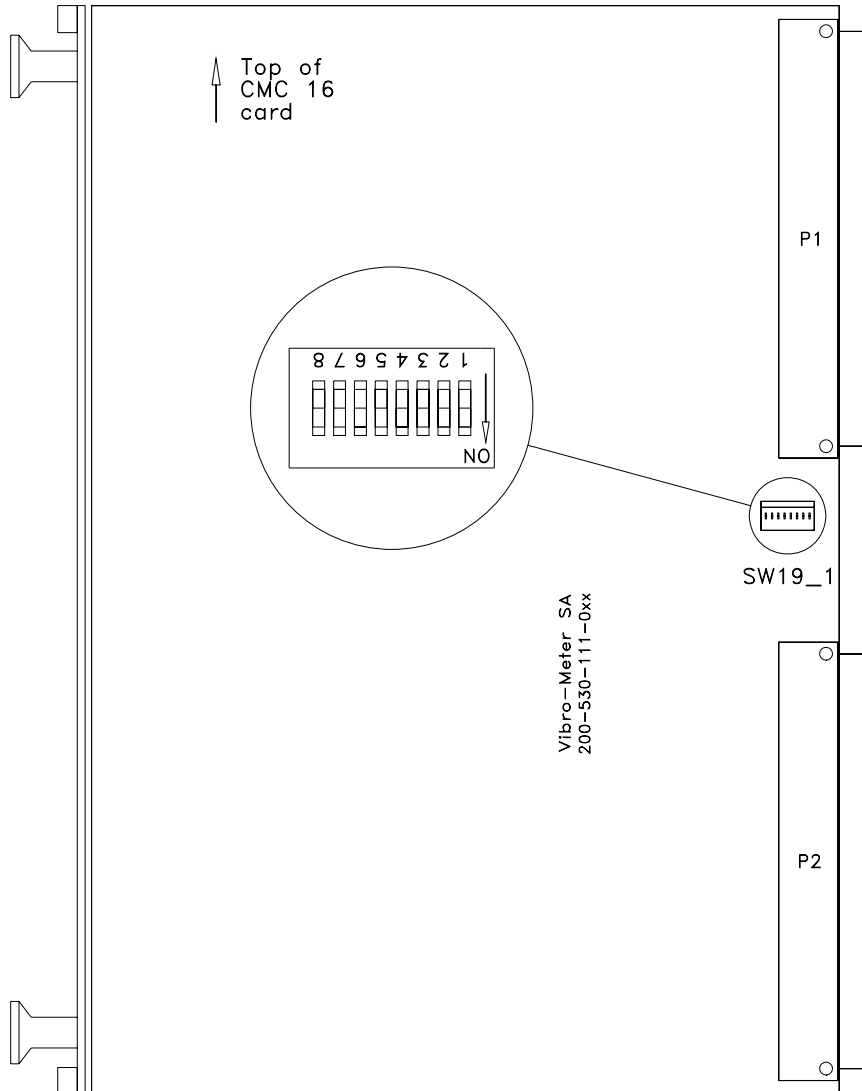 Top of
CMC 16
card
P1
8 7 6 5 4 3 2 1
ON
SW19_1
Vibro-Meter SA
200-530-111-0xx
P2